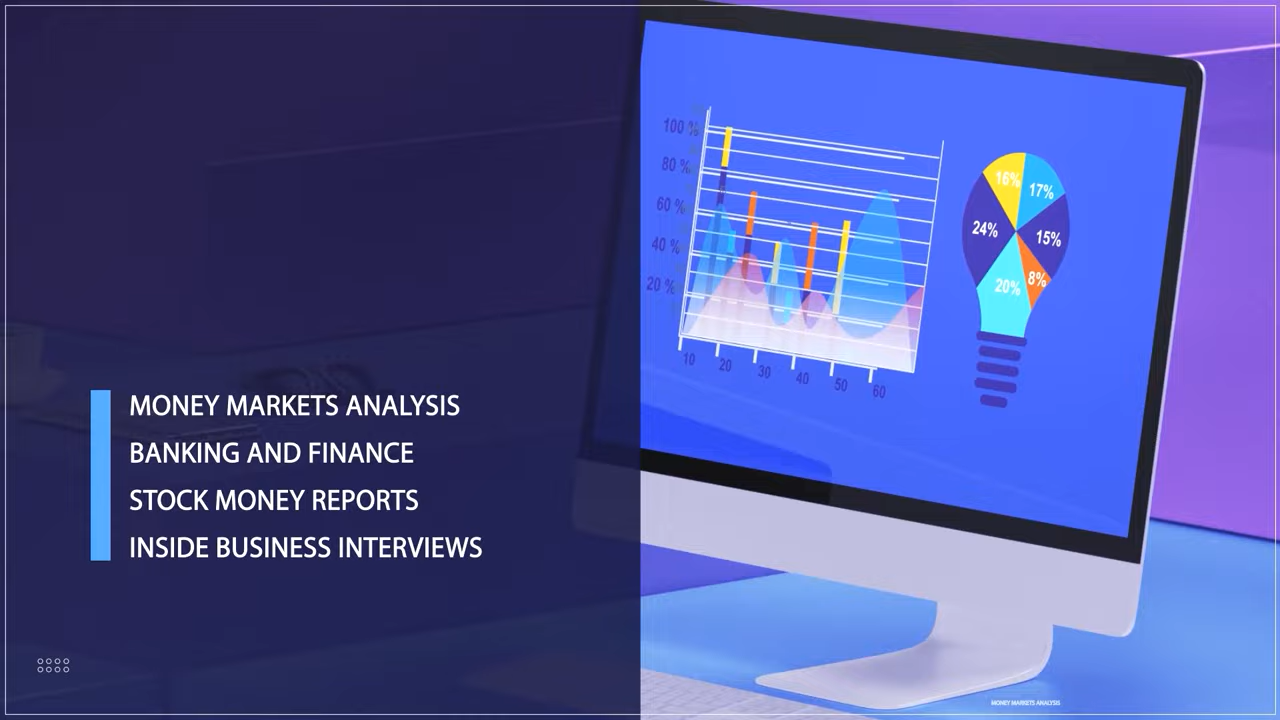 MONEY MARKETS ANALYSIS
BANKING AND FINANCE
STOCK MONEY REPORTS
INSIDE BUSINESS INTERVIEWS
100 %
80 %
60 %
40 %
20 %
10 20 30 40 50 60
16% 17%
24% 15%
20% 8%
MONEY MARKETS ANALYSIS